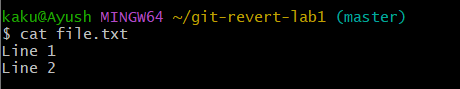 kaku@Ayush MINGW64 ~/git-revert-lab1 (master)
$ cat file.txt
Line 1
Line 2